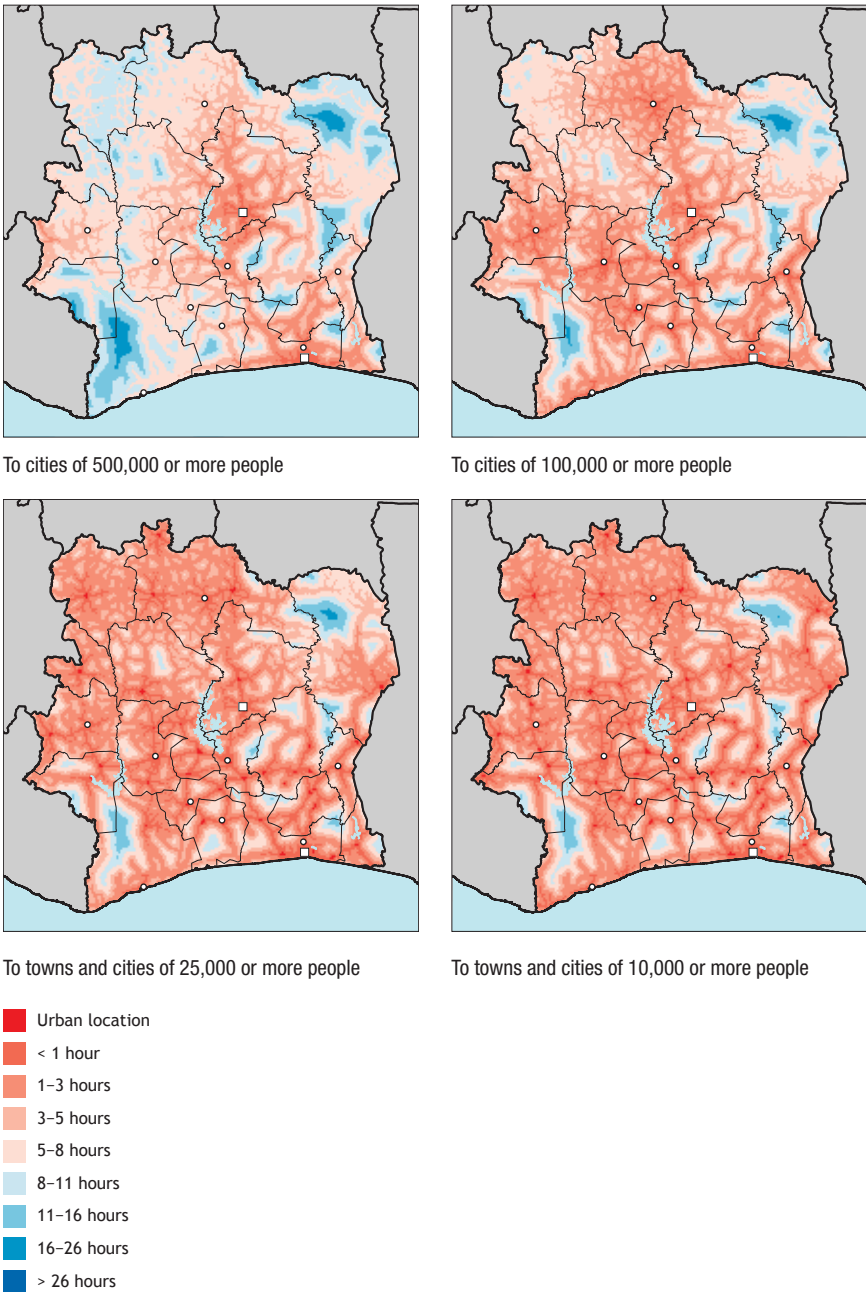 To cities of 500,000 or more people
To cities of 100,000 or more people
To towns and cities of 25,000 or more people
To towns and cities of 10,000 or more people
Urban location
< 1 hour
1–3 hours
3–5 hours
5–8 hours
8–11 hours
11–16 hours
16–26 hours
> 26 hours